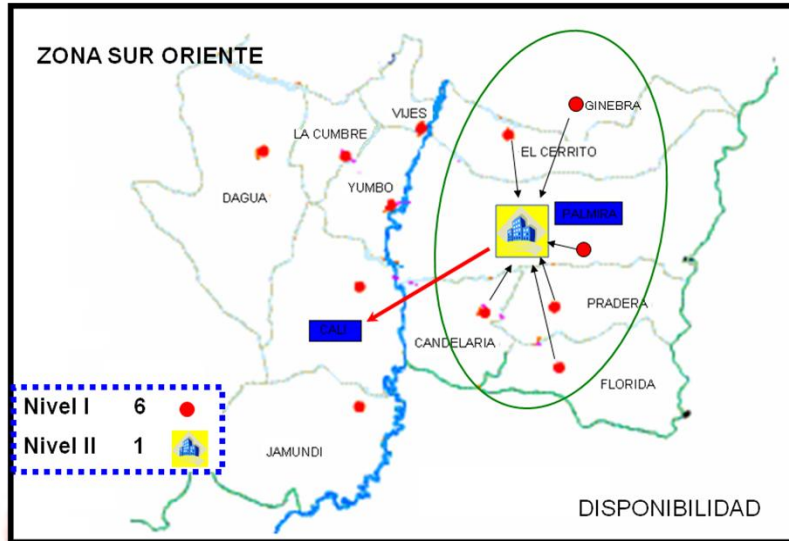 ZONA SUR ORIENTE
GINEBRA
VIJES
LA CUMBRE
EL CERRITO
YUMBO
DAGUA
PALMIRA
PRADERA
CALI
CANDELARIA
FLORIDA
Nivel I 6
Nivel II 1
JAMUNDI
DISPONIBILIDAD